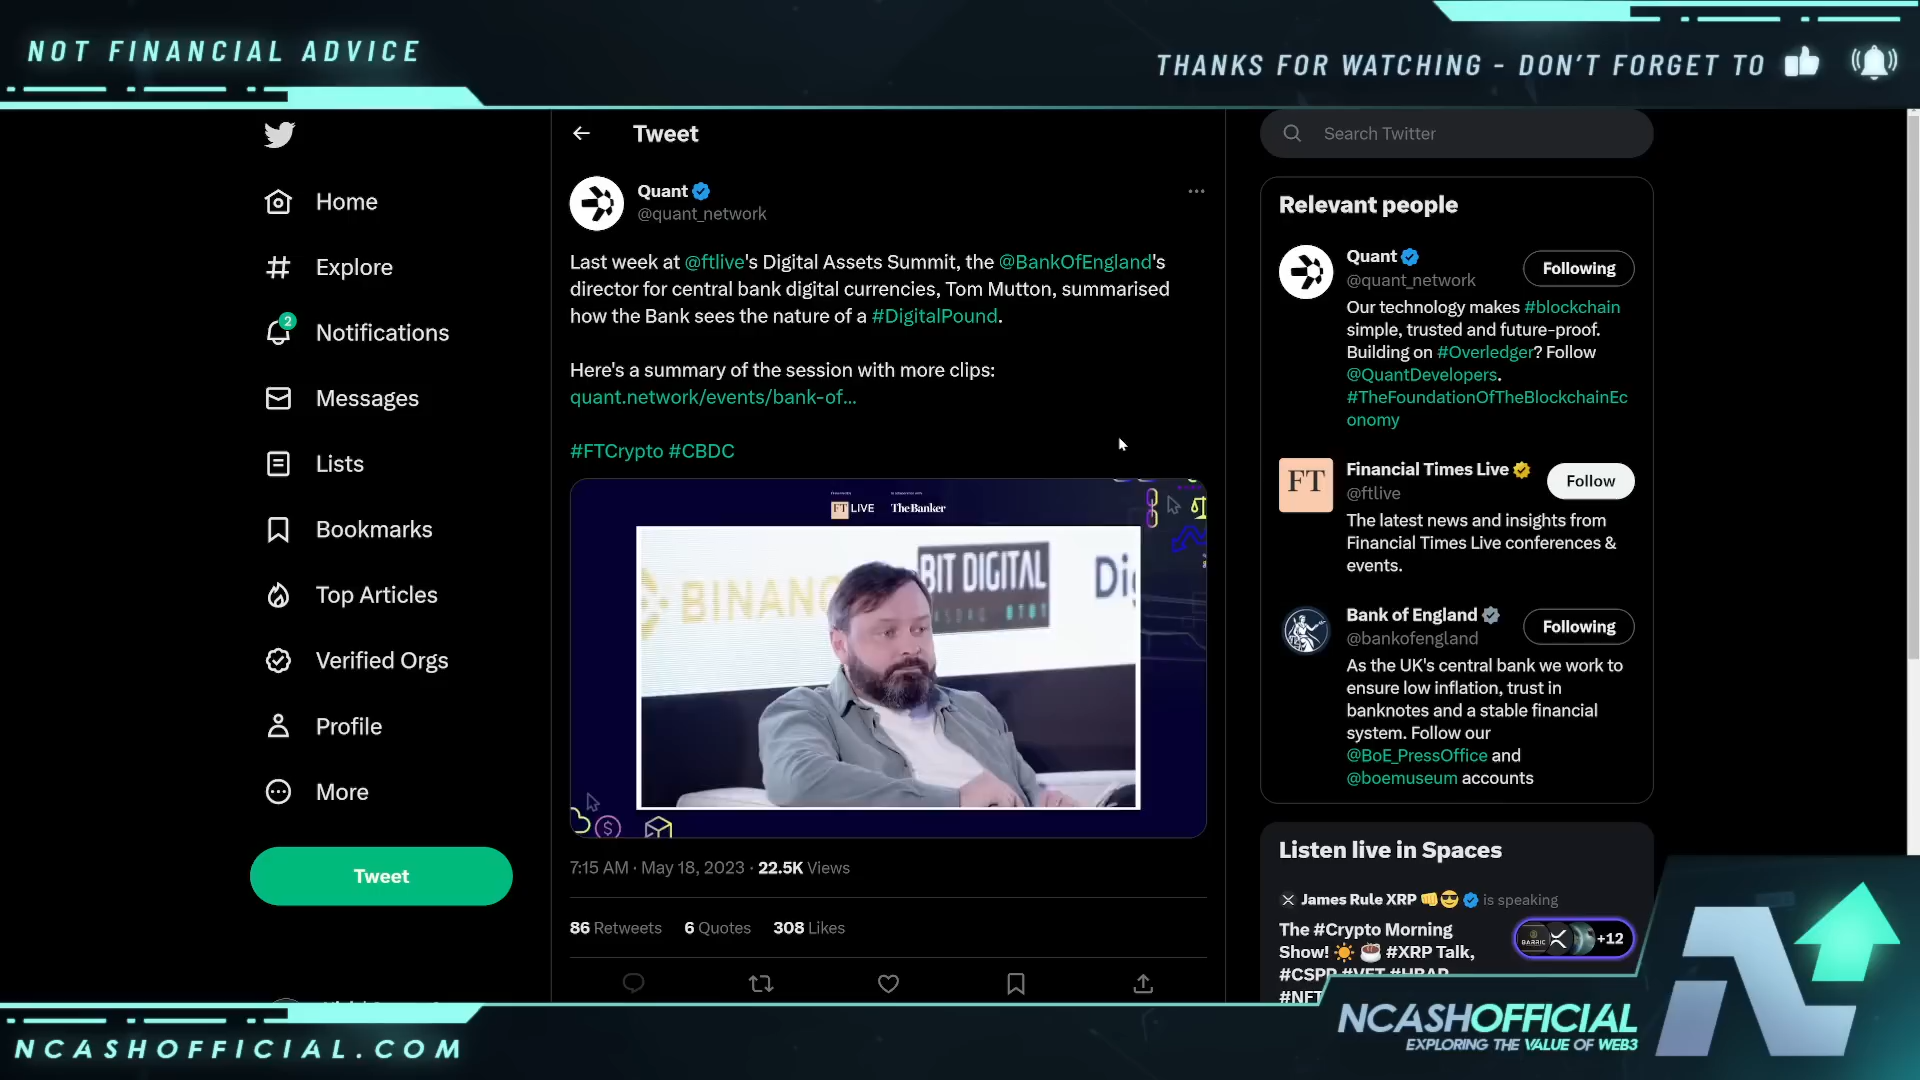 NOT FINANCIAL ADVICE
THANKS FOR WATCHING - DON'T FORGET TO
Home
Explore
2
Notifications
Messages
Lists
Bookmarks
Top Articles
Verified Orgs
Profile
More
Tweet
Tweet
Quant
@quant_network
Last week at @ftlive's Digital Assets Summit, the @BankOfEngland's
director for central bank digital currencies, Tom Mutton, summarised
how the Bank sees the nature of a #DigitalPound.
Here's a summary of the session with more clips:
quant.network/events/bank-of...
#FTCrypto #CBDC
FT LIVE
The Banker
BINANC
BIT DIGITAL
Dig
7:15 AM · May 18, 2023 · 22.5K Views
86 Retweets 6 Quotes 308 Likes
Search Twitter
Relevant people
Quant
@quant_network
Following
Our technology makes #blockchain
simple, trusted and future-proof.
Building on #Overledger? Follow
@QuantDevelopers.
#TheFoundationOfTheBlockchainEc
onomy
FT
Financial Times Live
@ftlive
Follow
The latest news and insights from
Financial Times Live conferences &
events.
Bank of England
@bankofengland
Following
As the UK's central bank we work to
ensure low inflation, trust in
banknotes and a stable financial
system. Follow our
@BoE_PressOffice and
@boemuseum accounts
Listen live in Spaces
James Rule XRP 👊😎 is speaking
The #Crypto Morning
Show! ☀️ ☕ #XRP Talk,
+12
NCASHOFFICIAL.COM
NCASHOFFICIAL
EXPLORING THE VALUE OF WEB3